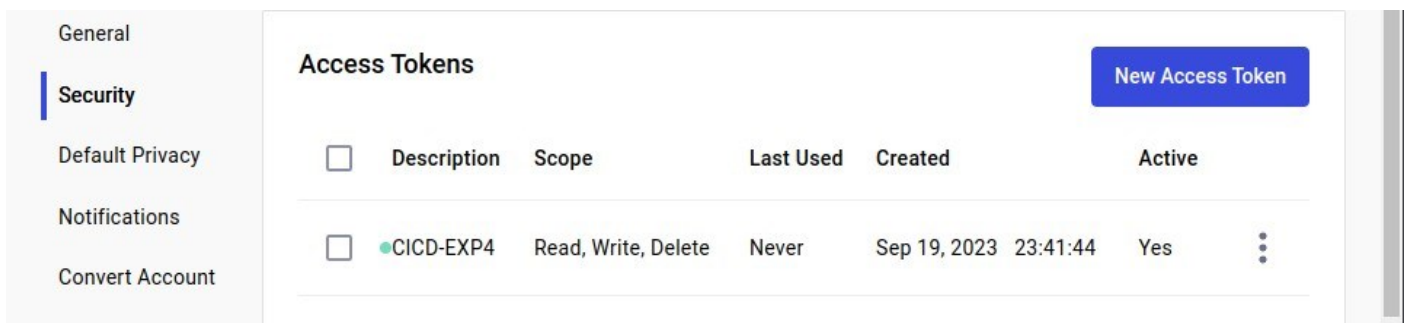 General
Security
Default Privacy
Notifications
Convert Account
Access Tokens
New Access Token
Description Scope Last Used Created Active
CICD-EXP4 Read, Write, Delete Never Sep 19, 2023 23:41:44 Yes